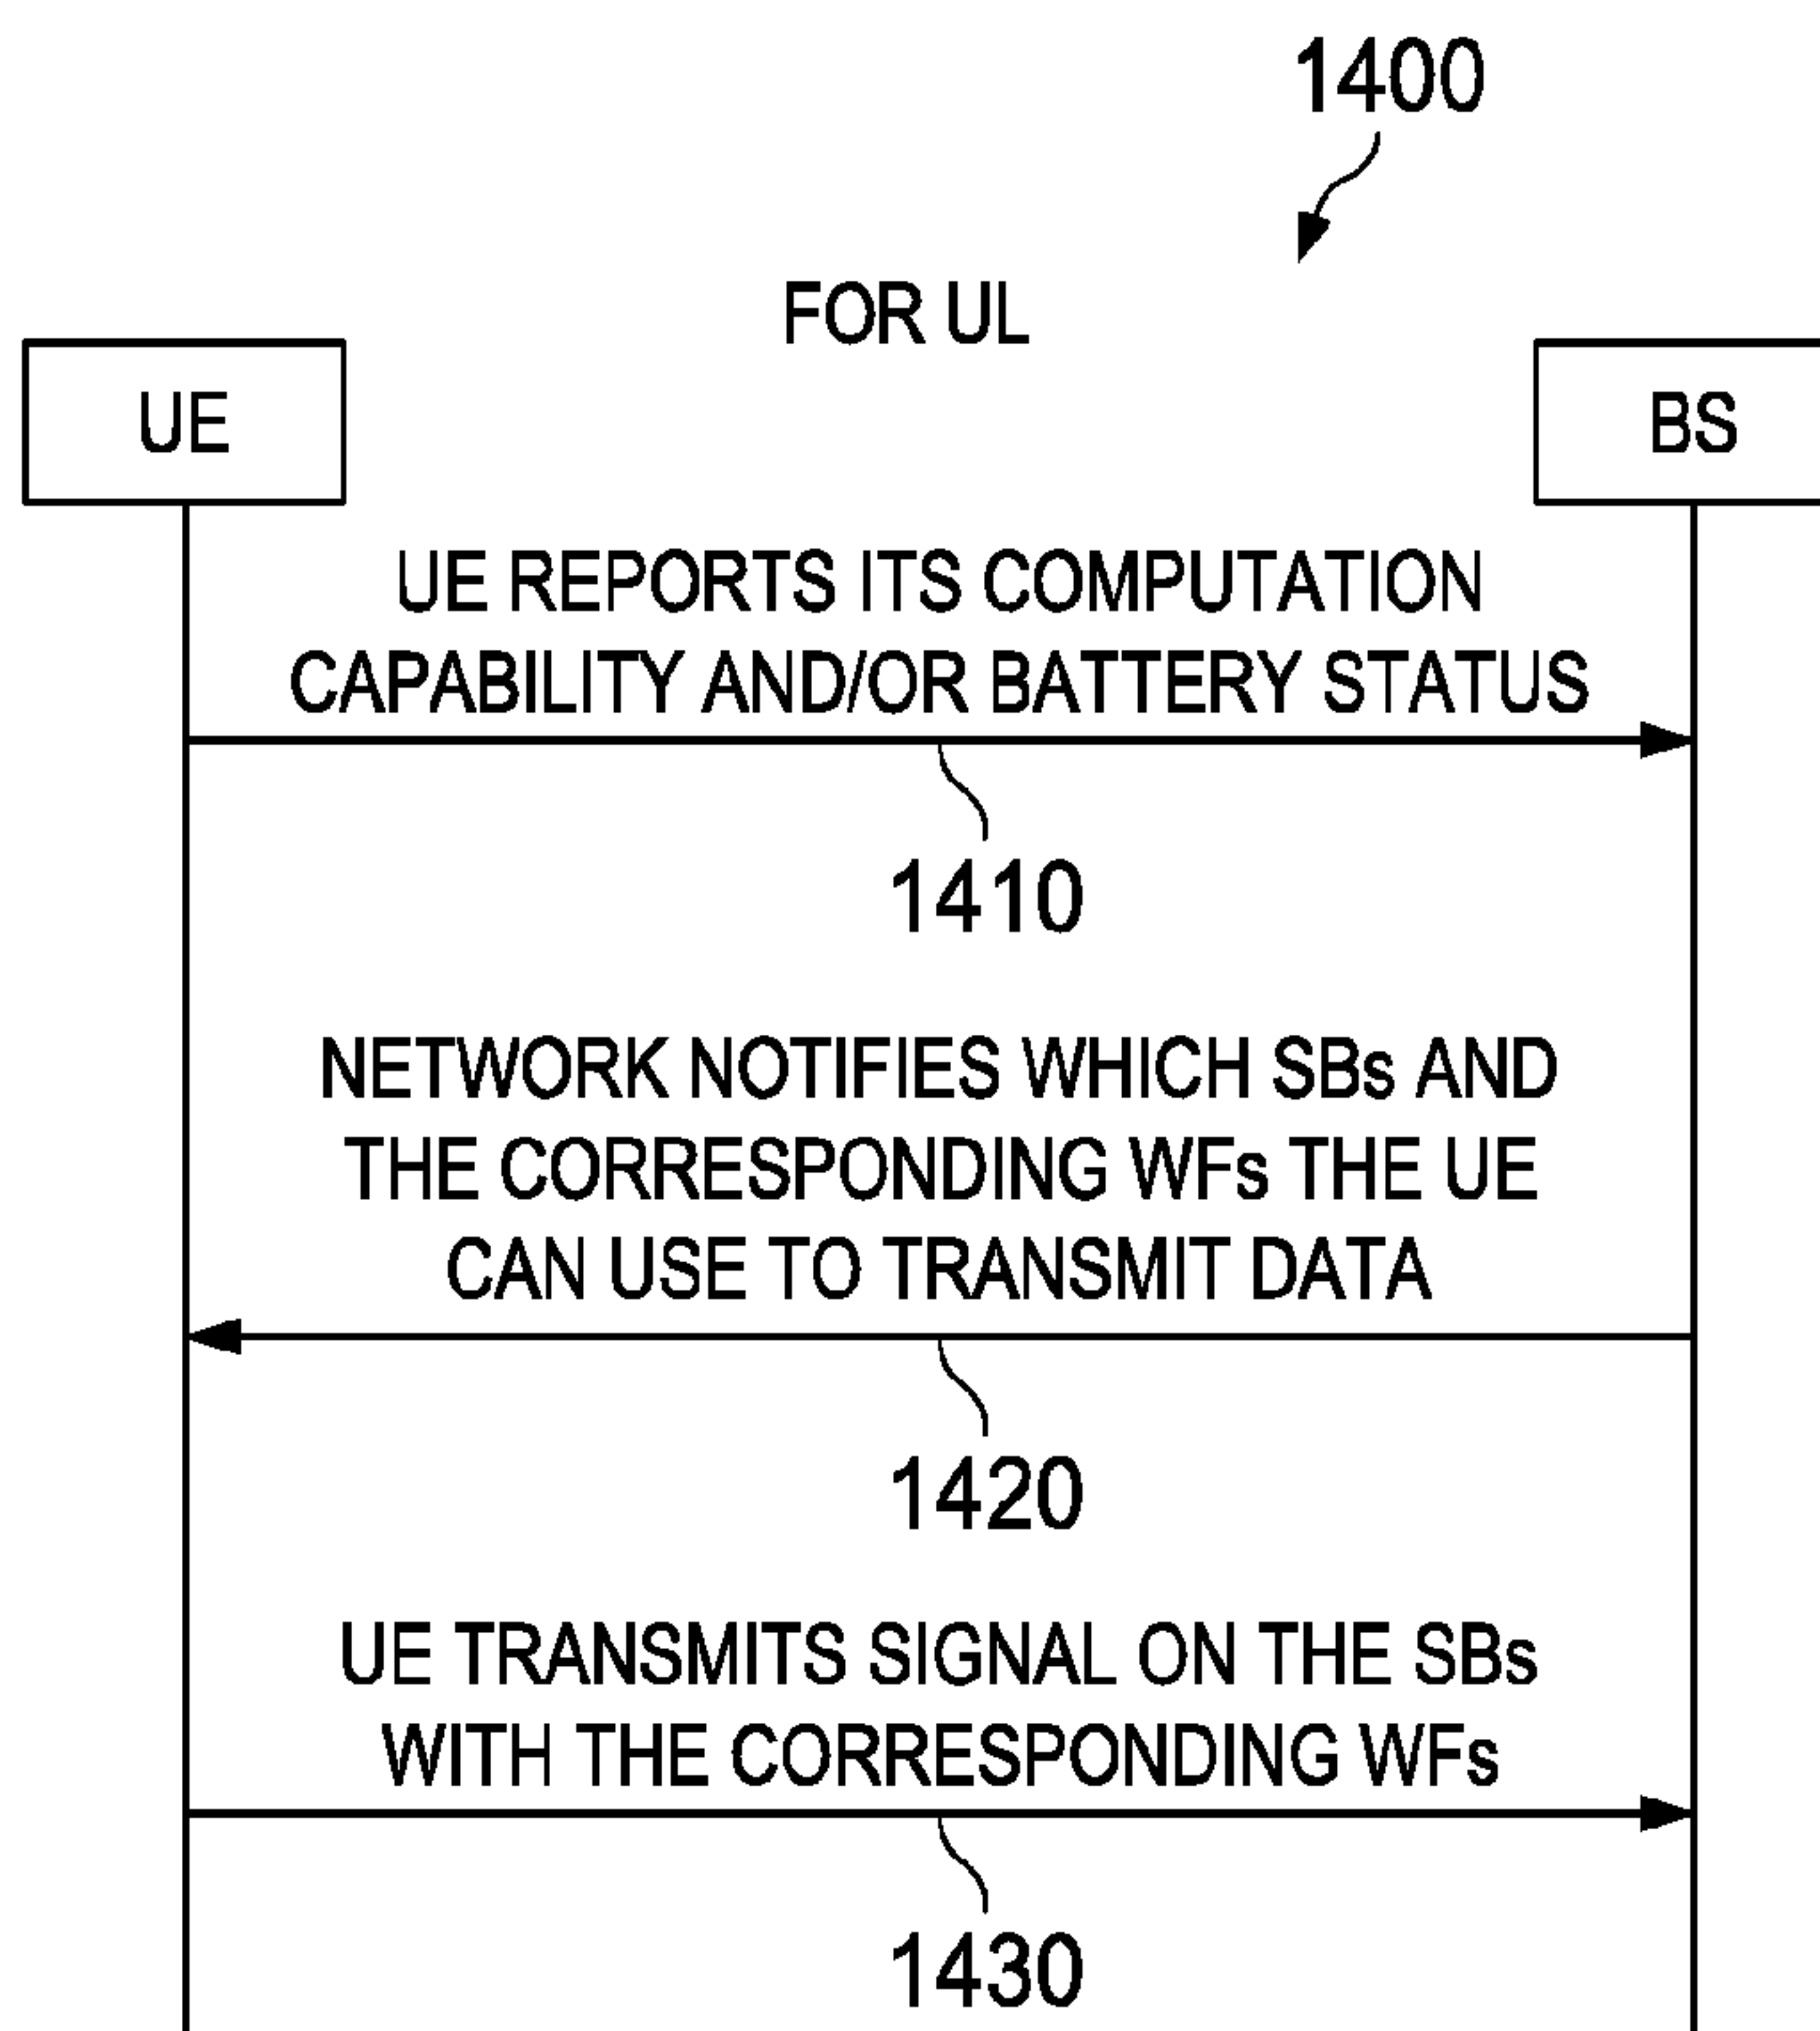 1400
FOR UL
UE
BS
UE REPORTS ITS COMPUTATION
CAPABILITY AND/OR BATTERY STATUS
1410
NETWORK NOTIFIES WHICH SBs AND
THE CORRESPONDING WFs THE UE
CAN USE TO TRANSMIT DATA
1420
UE TRANSMITS SIGNAL ON THE SBs
WITH THE CORRESPONDING WFs
1430